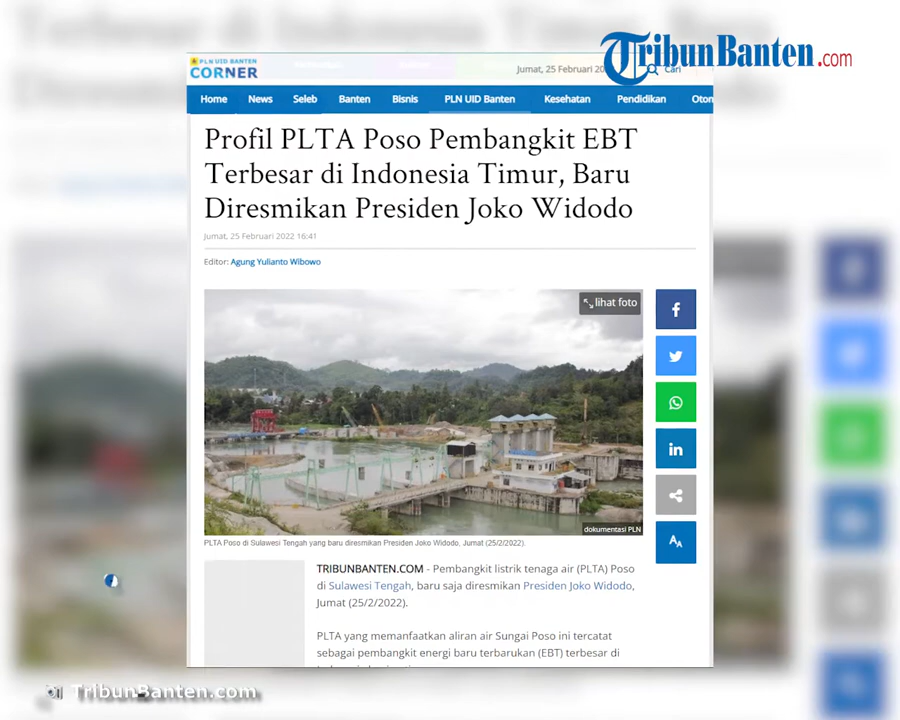 PLN UID BANTEN
CORNER
Jumat, 25 Februari 20
Cari
TribunBanten.com
Home News Seleb Banten Bisnis PLN UID Banten Kesehatan Pendidikan Otom
Profil PLTA Poso Pembangkit EBT
Terbesar di Indonesia Timur, Baru
Diresmikan Presiden Joko Widodo
Jumat, 25 Februari 2022 16:41
Editor: Agung Yulianto Wibowo
lihat foto
dokumentasi PLN
PLTA Poso di Sulawesi Tengah yang baru diresmikan Presiden Joko Widodo, Jumat (25/2/2022).
TRIBUNBANTEN.COM - Pembangkit listrik tenaga air (PLTA) Poso
di Sulawesi Tengah, baru saja diresmikan Presiden Joko Widodo,
Jumat (25/2/2022).
PLTA yang memanfaatkan aliran air Sungai Poso ini tercatat
sebagai pembangkit energi baru terbarukan (EBT) terbesar di
TribunBanten.com